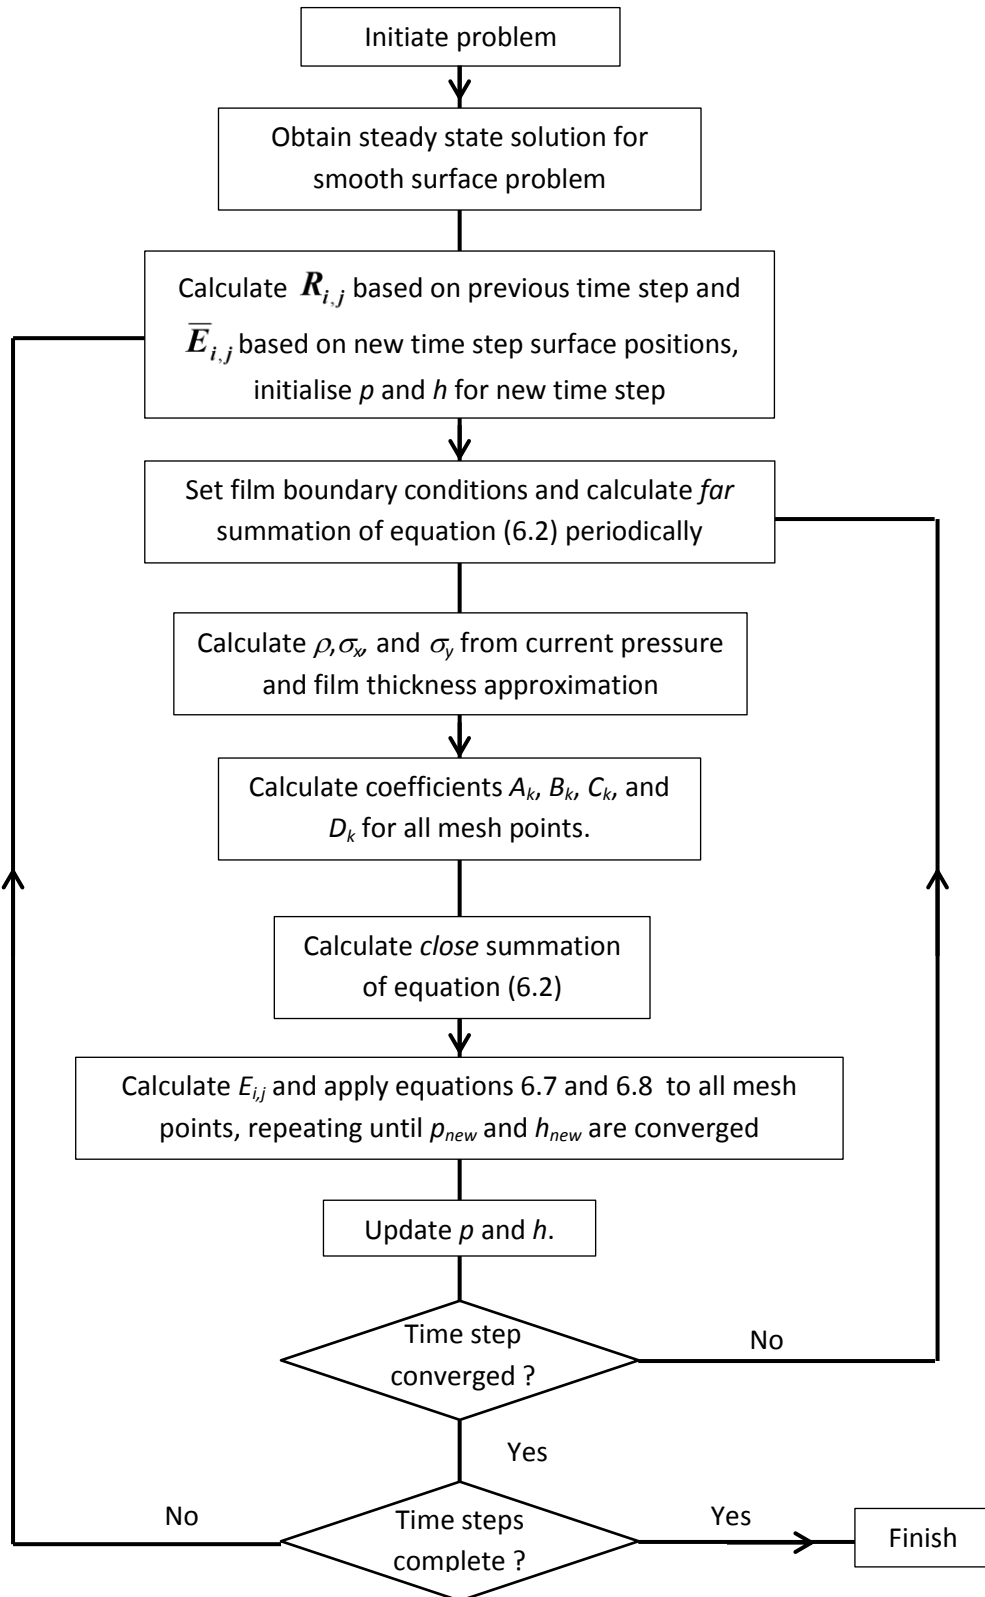 Initiate problem
Obtain steady state solution for
smooth surface problem
Calculate R_{i,j} based on previous time step and
E̅_{i,j} based on new time step surface positions,
initialise p and h for new time step
Set film boundary conditions and calculate far
summation of equation (6.2) periodically
Calculate ρ,σ_x, and σ_y from current pressure
and film thickness approximation
Calculate coefficients A_k, B_k, C_k, and
D_k for all mesh points.
Calculate close summation
of equation (6.2)
Calculate E_{i,j} and apply equations 6.7 and 6.8 to all mesh
points, repeating until p_{new} and h_{new} are converged
Update p and h.
Time step
converged ?
No
Yes
No
Time steps
complete ?
Yes
Finish